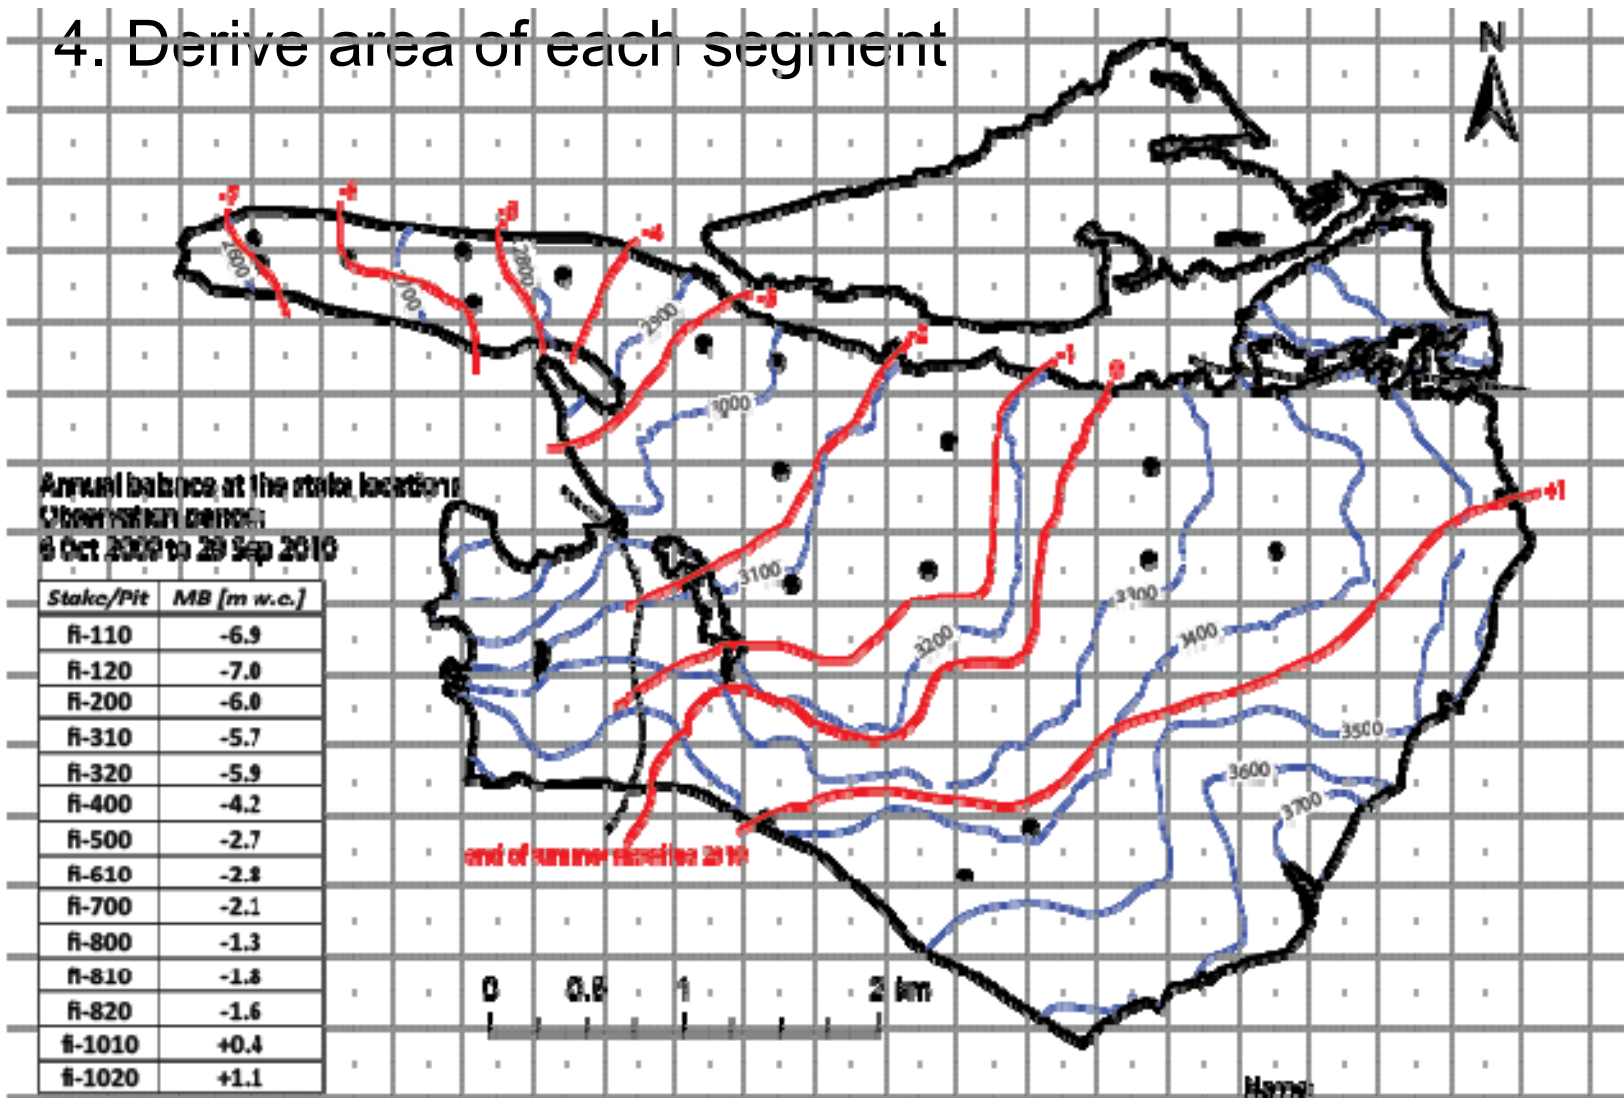 4. Derive area of each segment
N
-7
-5
-4
2600
2700
2800
2900
-1
0
3000
+1
Annual balance at the stake locations
Observation period:
6 Oct 2009 to 29 Sep 2010
3100
3200
3300
3400
3500
3600
3700
Stake/Pit MB [m w.e.]
fi-110 -6.9
fi-120 -7.0
fi-200 -6.0
fi-310 -5.7
fi-320 -5.9
fi-400 -4.2
fi-500 -2.7
fi-610 -2.8
fi-700 -2.1
fi-800 -1.3
fi-810 -1.8
fi-820 -1.6
fi-1010 +0.4
fi-1020 +1.1
end of summer snowline 2010
0 0.5 1 2 km
Name: